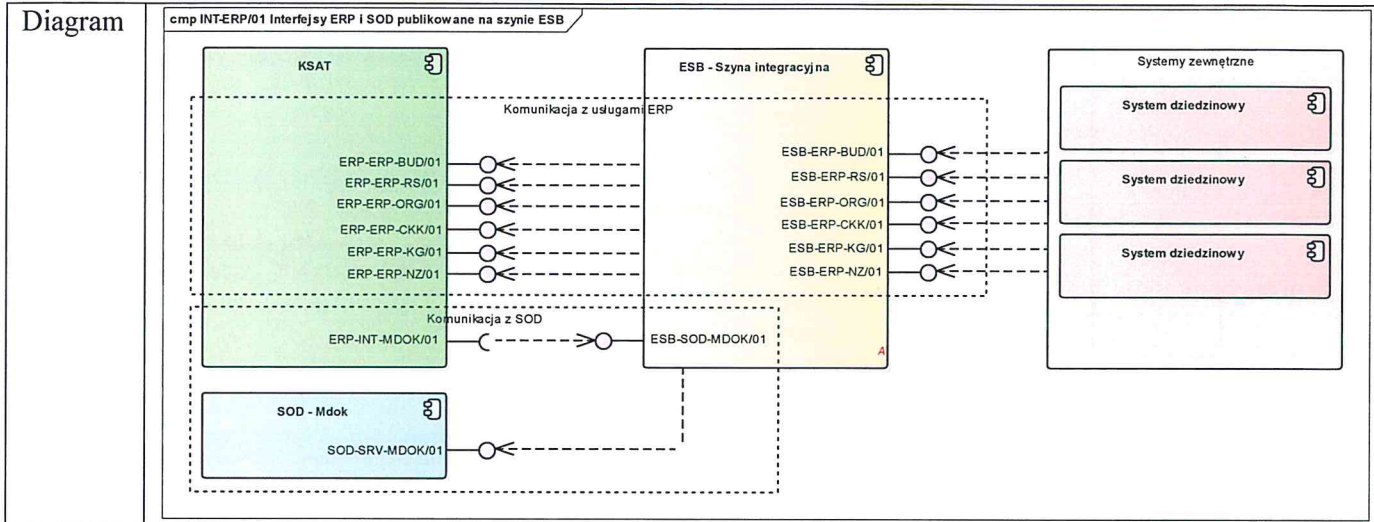 Diagram
cmp INT-ERP/01 Interfejsy ERP i SOD publikowane na szynie ESB
KSAT
ESB - Szyna integracyjna
Systemy zewnętrzne
System dziedzinowy
System dziedzinowy
System dziedzinowy
Komunikacja z usługami ERP
ERP-ERP-BUD/01
ERP-ERP-RS/01
ERP-ERP-ORG/01
ERP-ERP-CKK/01
ERP-ERP-KG/01
ERP-ERP-NZ/01
ESB-ERP-BUD/01
ESB-ERP-RS/01
ESB-ERP-ORG/01
ESB-ERP-CKK/01
ESB-ERP-KG/01
ESB-ERP-NZ/01
Komunikacja z SOD
ERP-INT-MDOK/01
ESB-SOD-MDOK/01
A
SOD - Mdok
SOD-SRV-MDOK/01